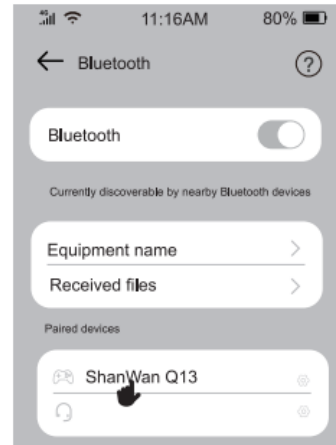 4G 11:16AM 80%
Bluetooth
?
Bluetooth
Currently discoverable by nearby Bluetooth devices
Equipment name
Received files
Paired devices
ShanWan Q13